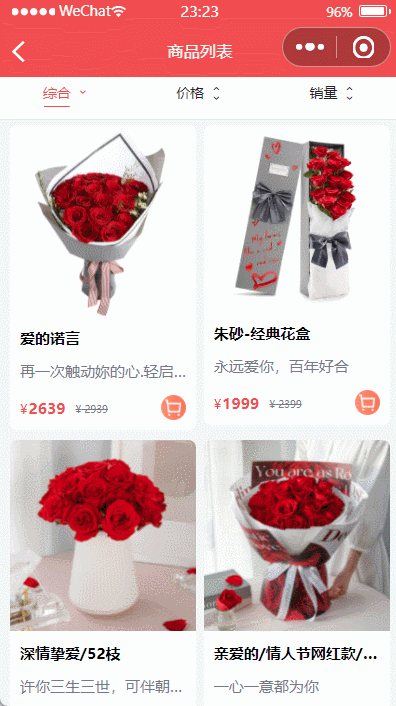 WeChat 23:23 96%
商品列表
综合 价格 销量
爱的诺言
再一次触动妳的心.轻启...
¥2639 ¥2939
朱砂-经典花盒
永远爱你，百年好合
¥1999 ¥2399
You are as Ra
深情挚爱/52枝
许你三生三世，可伴朝...
亲爱的/情人节网红款/...
一心一意都为你